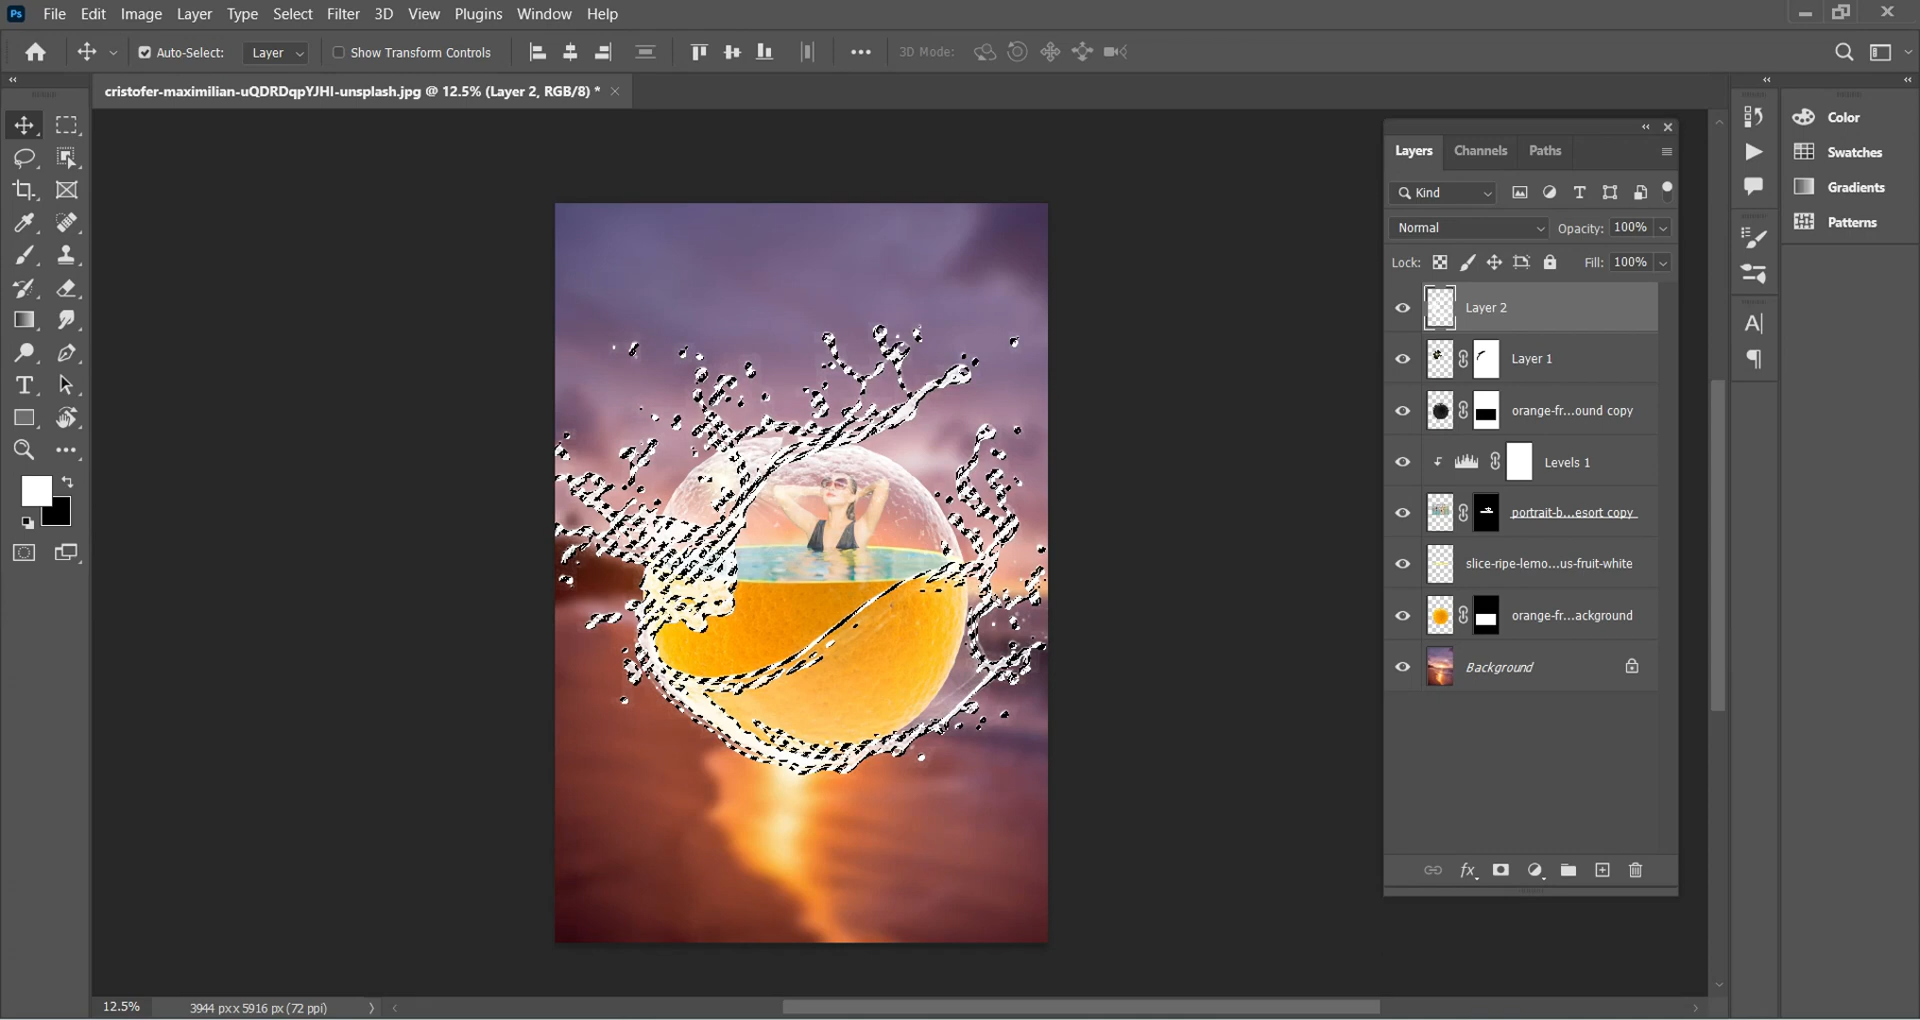 Ps File Edit Image Layer Type Select Filter 3D View Plugins Window Help
Auto-Select: Layer Show Transform Controls 3D Mode:
cristofer-maximilian-uQDRDqpYJHI-unsplash.jpg @ 12.5% (Layer 2, RGB/8) *
Color
Swatches
Gradients
Patterns
Layers Channels Paths
Kind
Normal Opacity: 100%
Lock: Fill: 100%
Layer 2
Layer 1
orange-fr...ound copy
Levels 1
portrait-b...esort copy
slice-ripe-lemo...us-fruit-white
orange-fr...ackground
Background
fx
12.5% 3944 px x 5916 px (72 ppi)